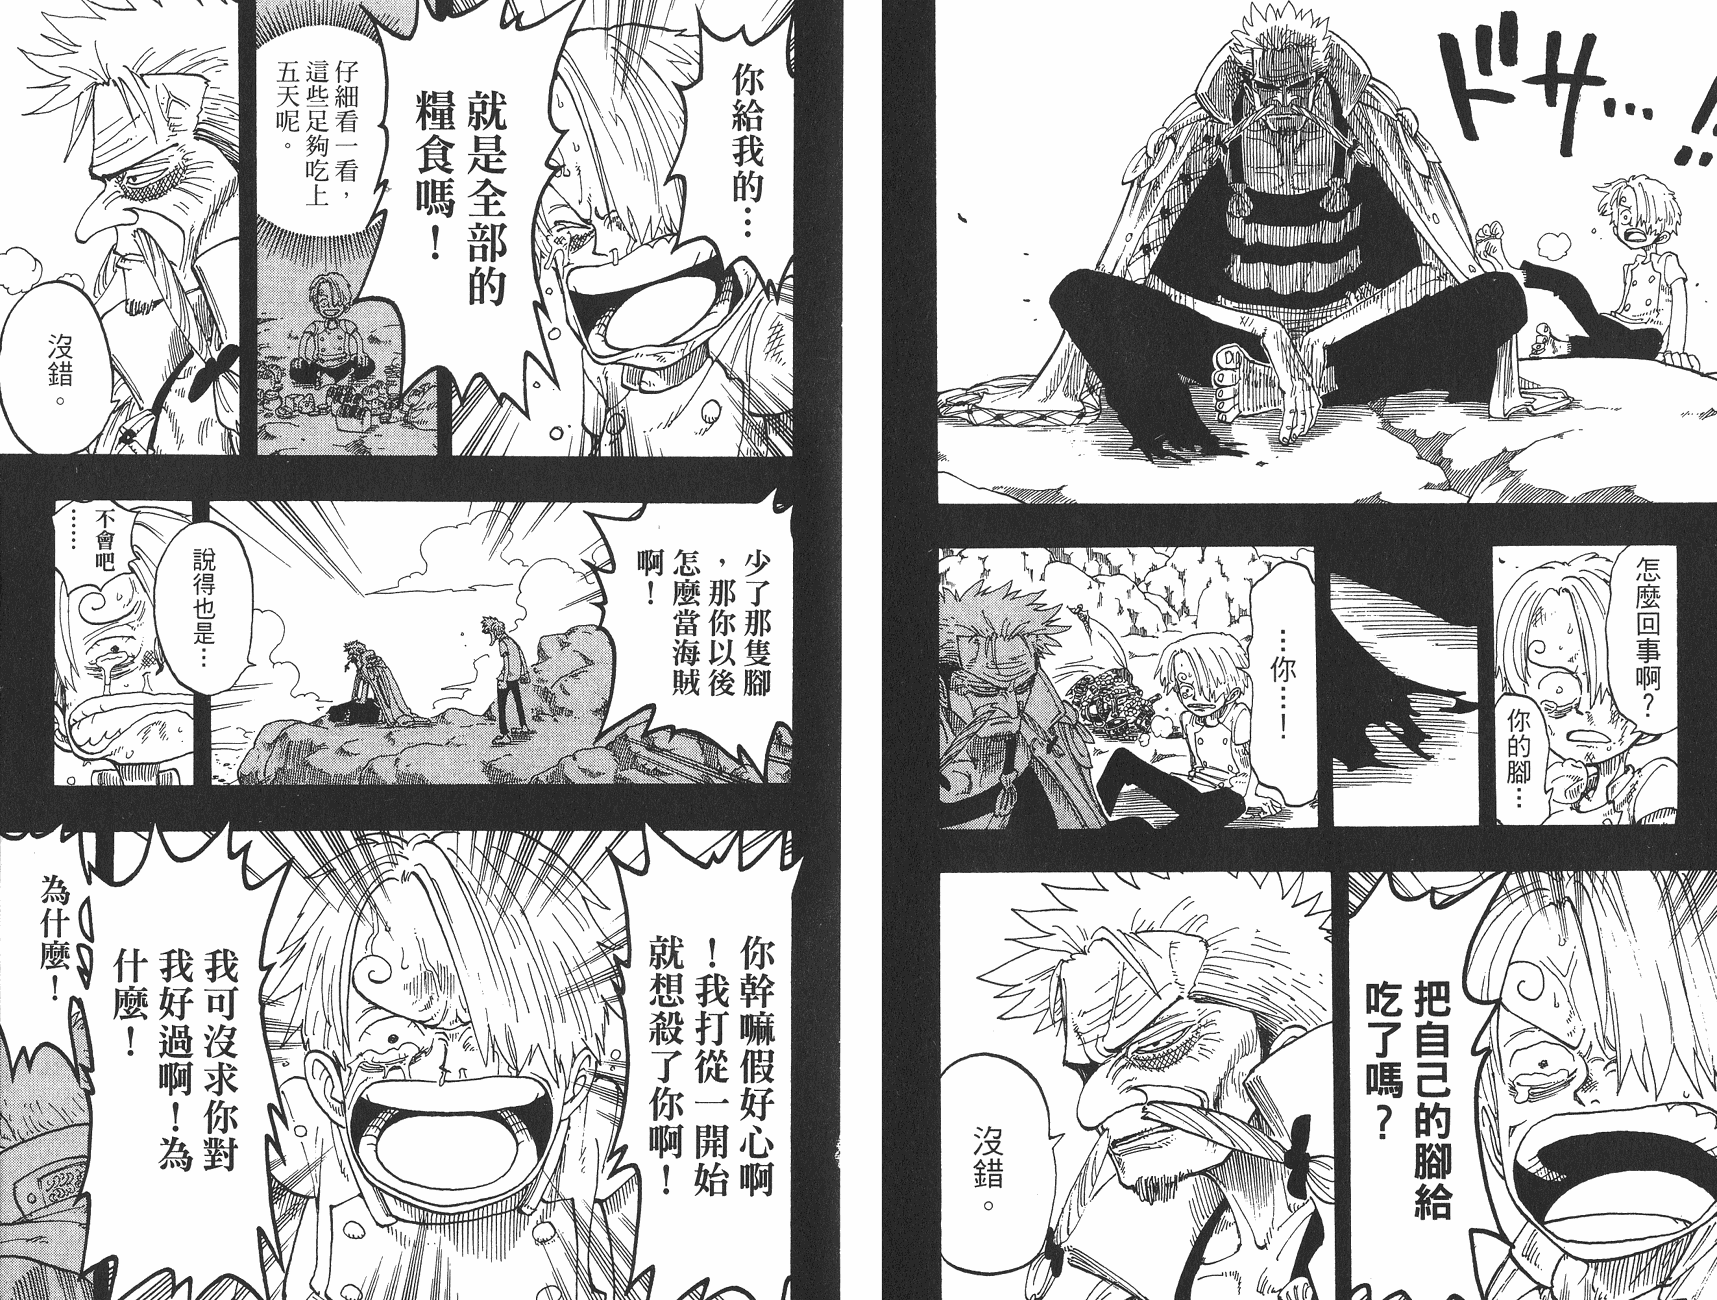 ドサ…!!
怎麼回事啊？
你的腳…
…你…！
把自己的腳給
吃了嗎？
沒錯。
你給我的…
就是全部的
糧食嗎！
仔細看一看，
這些足夠吃上
五天呢。
沒錯。
少了那隻腳
，那你以後
怎麼當海賊
啊！
說得也是…
不會吧
……
你幹嘛假好心啊
！我打從一開始
就想殺了你啊！
我可沒求你對
我好過啊！為
什麼！
為什麼！